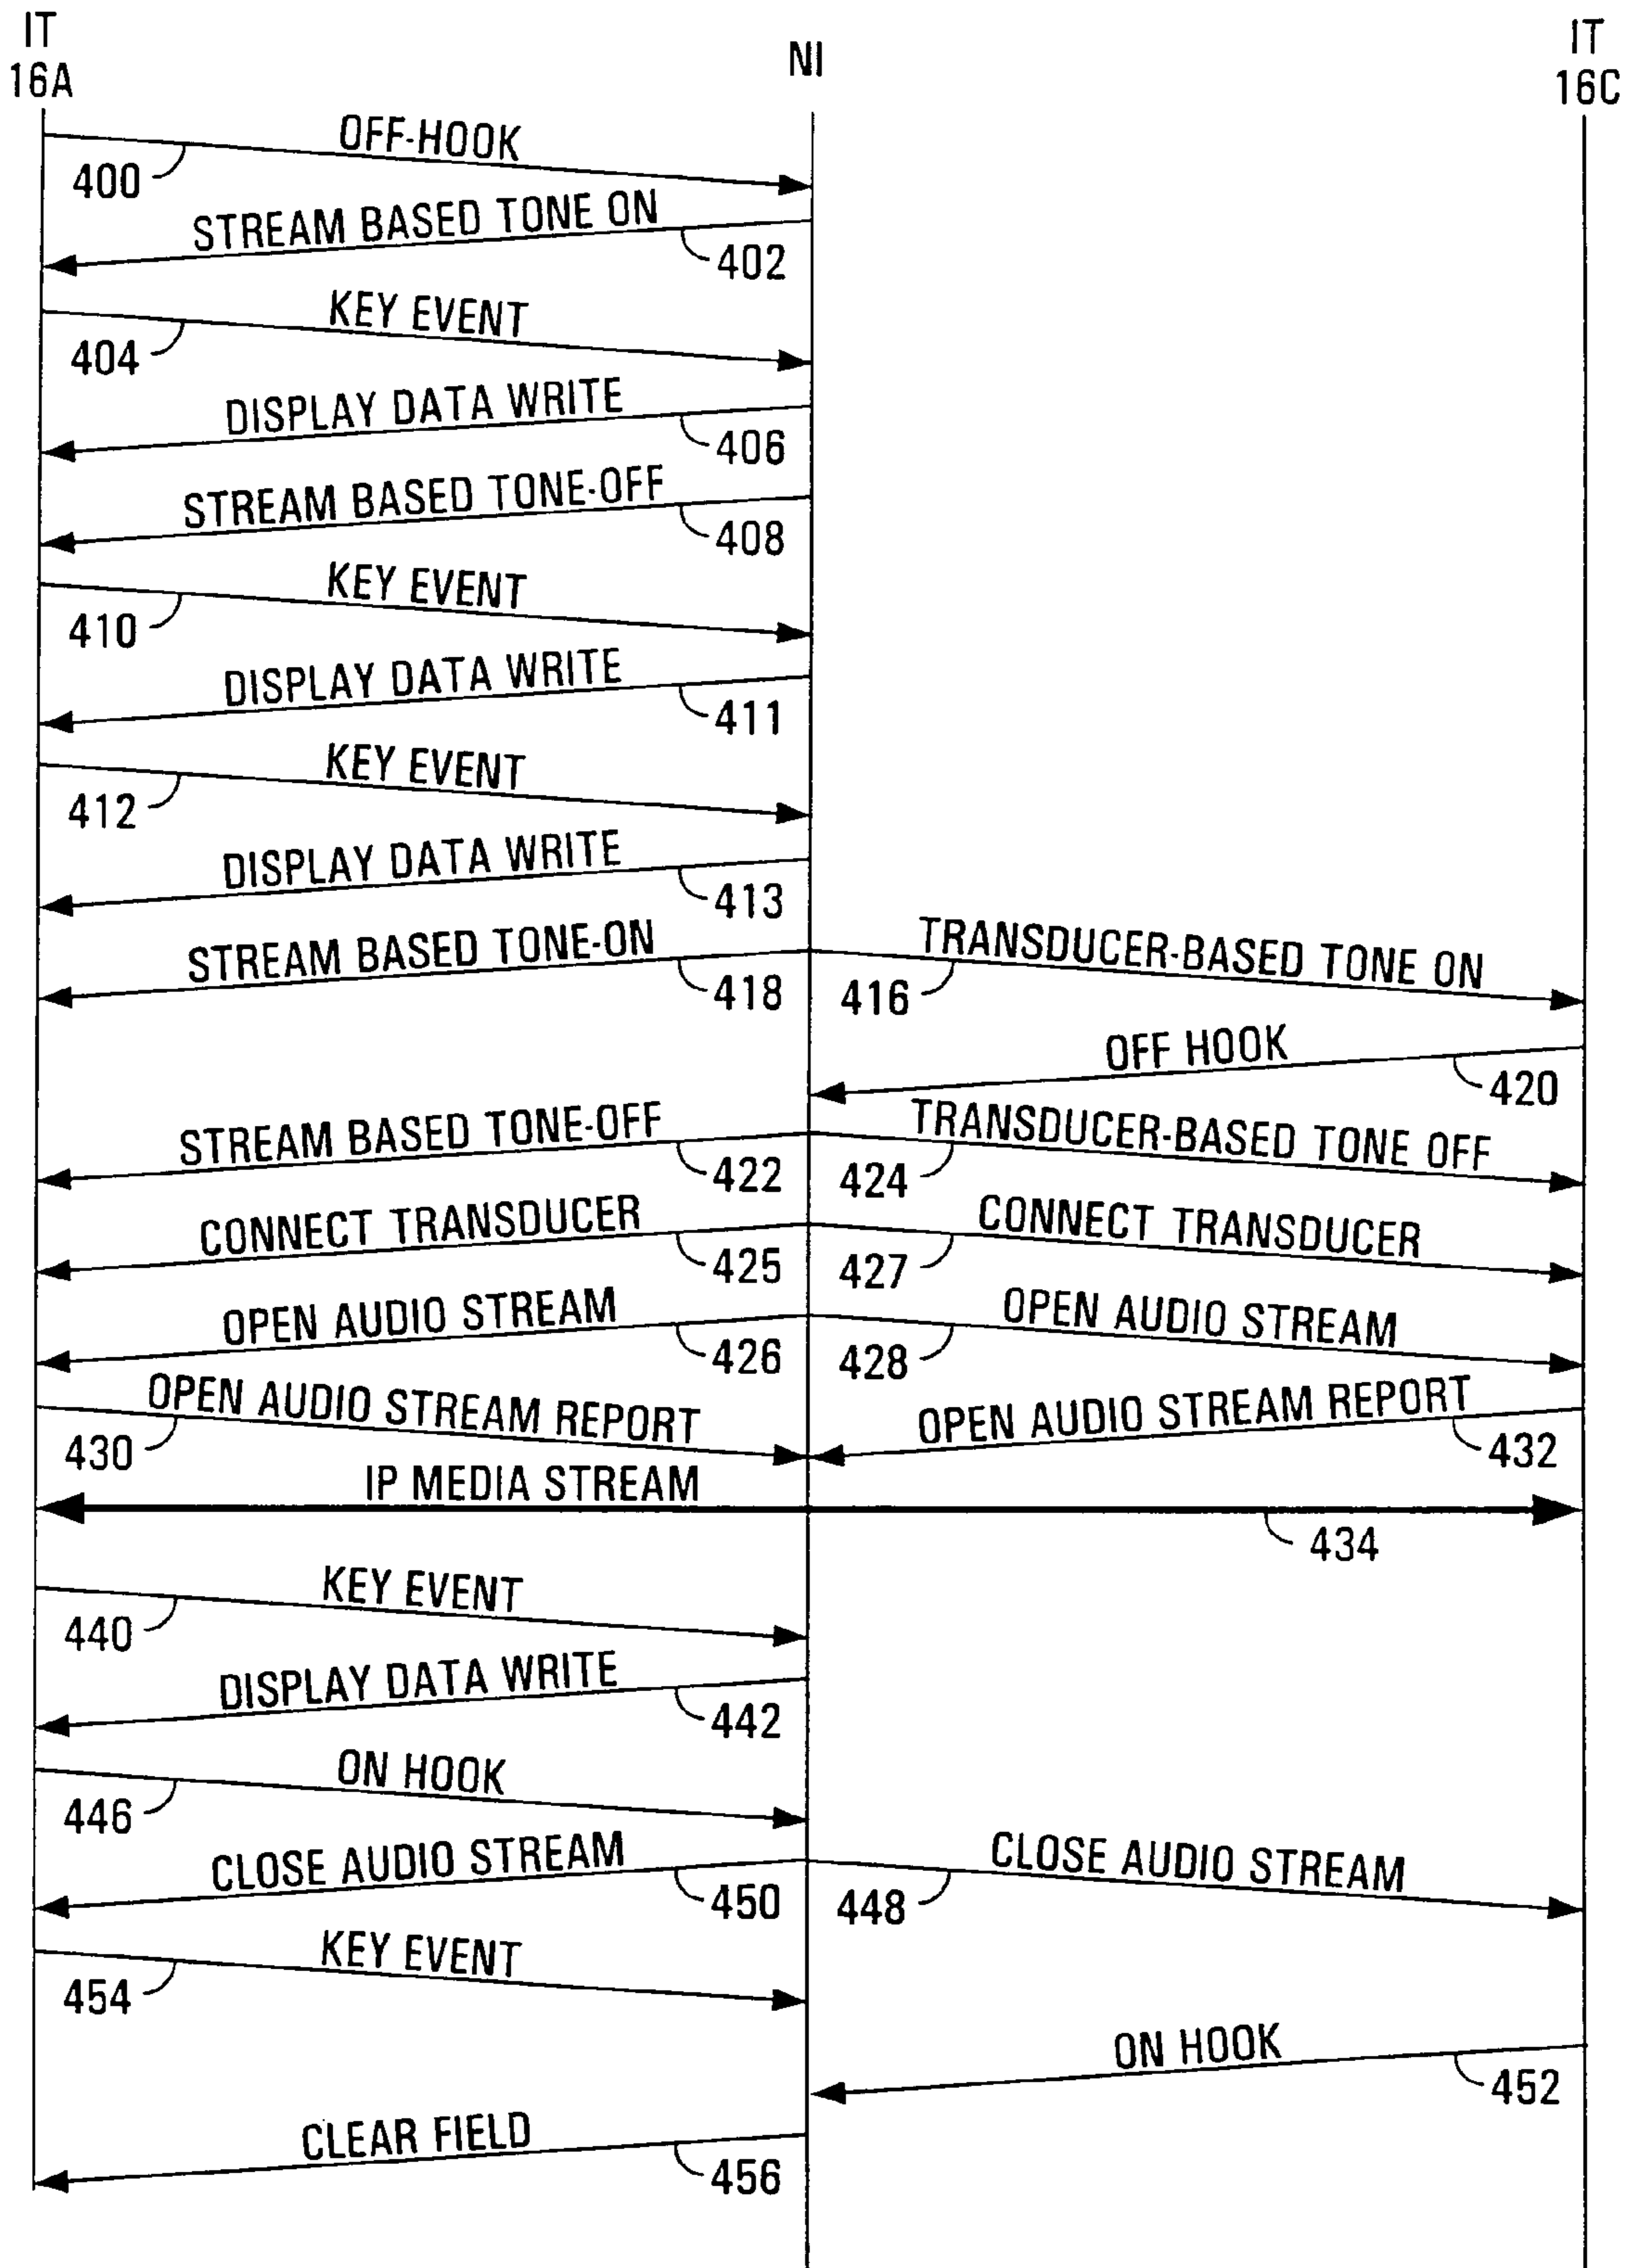 IT
16A
NI
IT
16C
OFF-HOOK
400
STREAM BASED TONE ON
402
KEY EVENT
404
DISPLAY DATA WRITE
406
STREAM BASED TONE-OFF
408
KEY EVENT
410
DISPLAY DATA WRITE
411
KEY EVENT
412
DISPLAY DATA WRITE
413
STREAM BASED TONE-ON
418
TRANSDUCER-BASED TONE ON
416
OFF HOOK
420
STREAM BASED TONE-OFF
422
TRANSDUCER-BASED TONE OFF
424
CONNECT TRANSDUCER
425
CONNECT TRANSDUCER
427
OPEN AUDIO STREAM
426
OPEN AUDIO STREAM
428
OPEN AUDIO STREAM REPORT
430
OPEN AUDIO STREAM REPORT
432
IP MEDIA STREAM
434
KEY EVENT
440
DISPLAY DATA WRITE
442
ON HOOK
446
CLOSE AUDIO STREAM
450
CLOSE AUDIO STREAM
448
KEY EVENT
454
ON HOOK
452
CLEAR FIELD
456